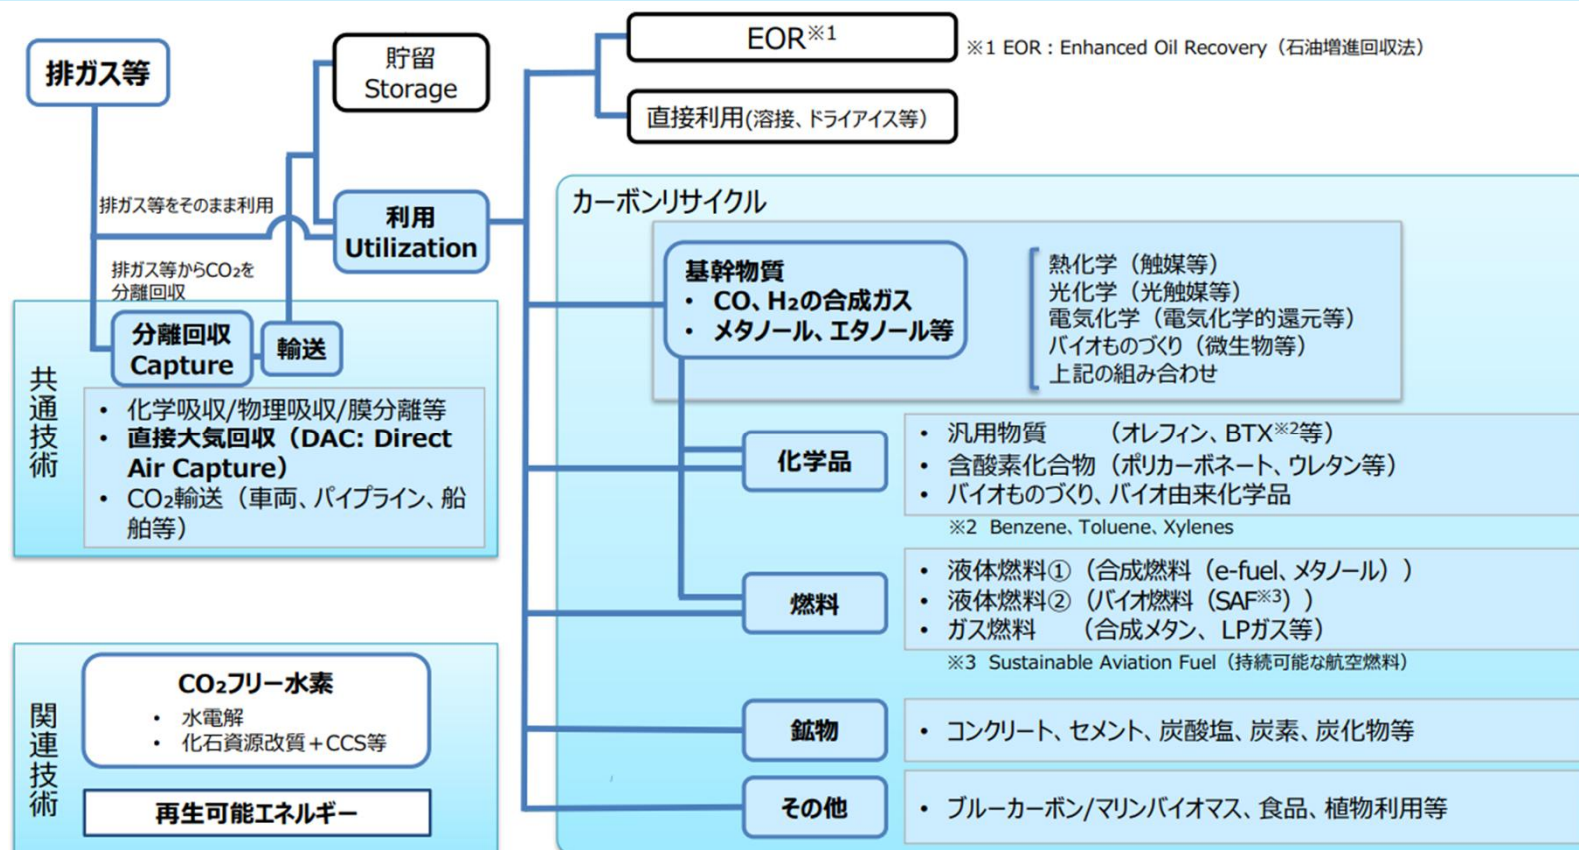 排ガス等
貯留
Storage
EOR※1
※1 EOR : Enhanced Oil Recovery（石油増進回収法）
直接利用(溶接、ドライアイス等）
排ガス等をそのまま利用
利用
Utilization
排ガス等からCO₂を
分離回収
共通技術
分離回収
Capture
輸送
• 化学吸収/物理吸収/膜分離等
• 直接大気回収（DAC: Direct
Air Capture）
• CO₂輸送（車両、パイプライン、船
舶等）
関連技術
CO₂フリー水素
• 水電解
• 化石資源改質＋CCS等
再生可能エネルギー
カーボンリサイクル
基幹物質
• CO、H₂の合成ガス
• メタノール、エタノール等
熱化学（触媒等）
光化学（光触媒等）
電気化学（電気化学的還元等）
バイオものづくり（微生物等）
上記の組み合わせ
化学品
• 汎用物質　　（オレフィン、BTX※2等）
• 含酸素化合物（ポリカーボネート、ウレタン等）
• バイオものづくり、バイオ由来化学品
※2 Benzene、Toluene、Xylenes
燃料
• 液体燃料①（合成燃料（e-fuel、メタノール））
• 液体燃料②（バイオ燃料（SAF※3））
• ガス燃料　　（合成メタン、LPガス等）
※3 Sustainable Aviation Fuel（持続可能な航空燃料）
鉱物
• コンクリート、セメント、炭酸塩、炭素、炭化物等
その他
• ブルーカーボン/マリンバイオマス、食品、植物利用等